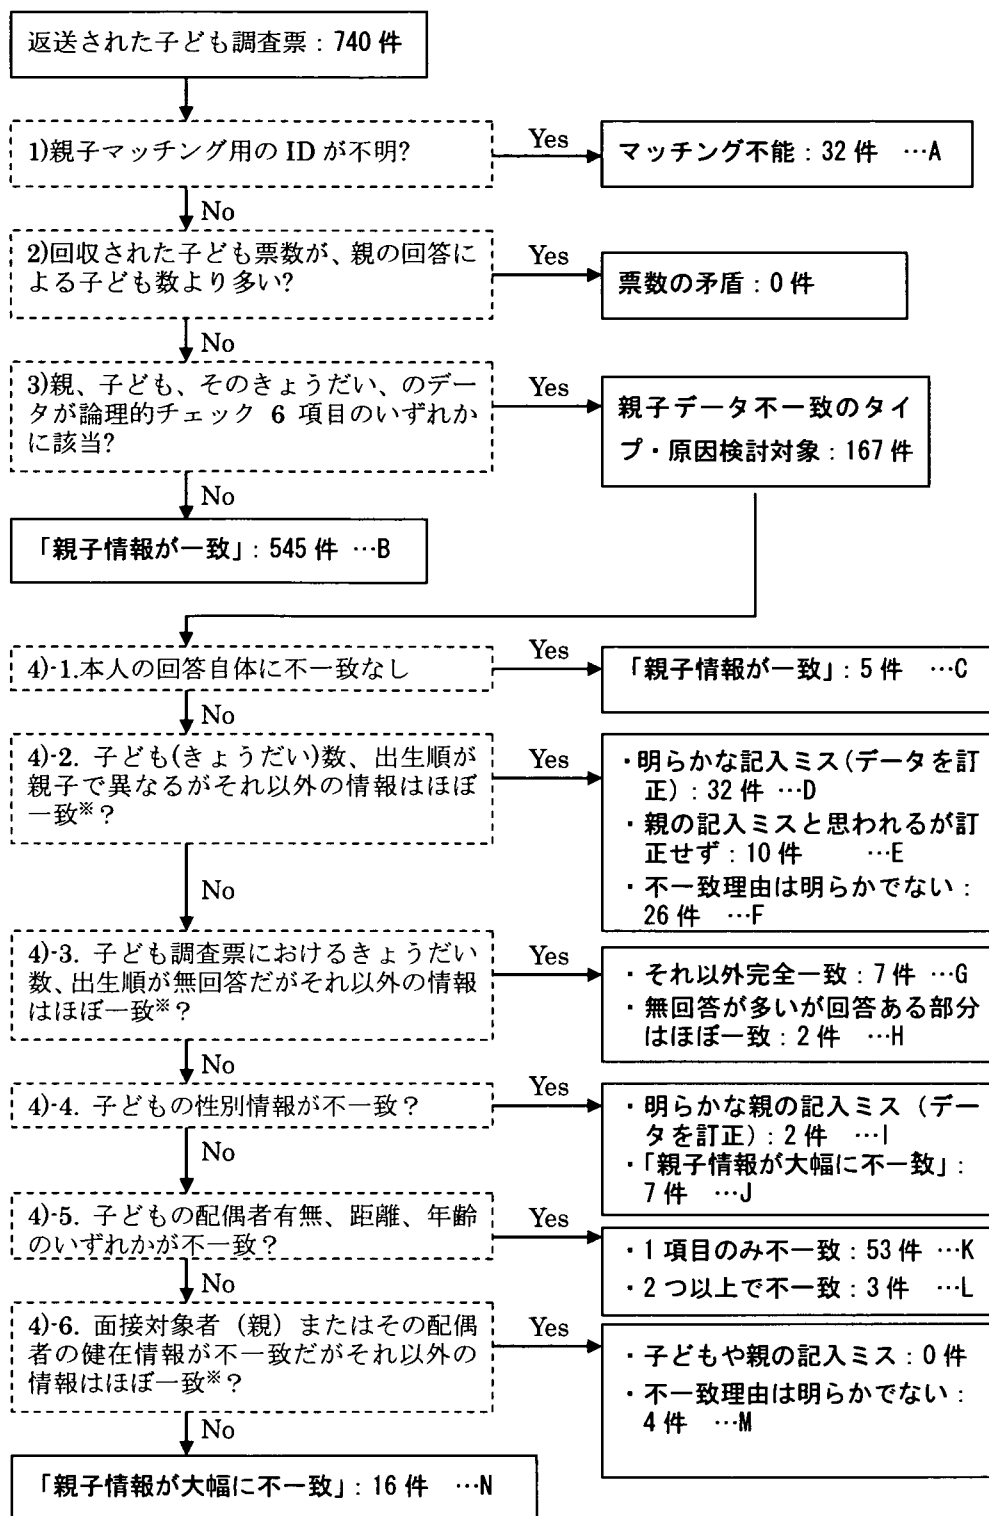 返送された子ども調査票：740 件
1)親子マッチング用の ID が不明?
Yes
マッチング不能：32 件 …A
No
2)回収された子ども票数が、親の回答に
よる子ども数より多い?
Yes
票数の矛盾：0 件
No
3)親、子ども、そのきょうだい、のデー
タが論理的チェック 6 項目のいずれか
に該当?
Yes
親子データ不一致のタイ
プ・原因検討対象：167 件
No
「親子情報が一致」：545 件 …B
4)-1.本人の回答自体に不一致なし
Yes
「親子情報が一致」：5 件 …C
No
4)-2. 子ども(きょうだい)数、出生順が
親子で異なるがそれ以外の情報はほぼ
一致※？
Yes
・明らかな記入ミス(データを訂
正)：32 件 …D
・親の記入ミスと思われるが訂
正せず：10 件 …E
・不一致理由は明らかでない：
26 件 …F
No
4)-3. 子ども調査票におけるきょうだい
数、出生順が無回答だがそれ以外の情報
はほぼ一致※？
Yes
・それ以外完全一致：7 件 …G
・無回答が多いが回答ある部分
はほぼ一致：2 件 …H
No
4)-4. 子どもの性別情報が不一致？
Yes
・明らかな親の記入ミス（デー
タを訂正)：2 件 …I
・「親子情報が大幅に不一致」：
7 件 …J
No
4)-5. 子どもの配偶者有無、距離、年齢
のいずれかが不一致？
Yes
・1 項目のみ不一致：53 件 …K
・2 つ以上で不一致：3 件 …L
No
4)-6. 面接対象者（親）またはその配偶
者の健在情報が不一致だがそれ以外の
情報はほぼ一致※？
Yes
・子どもや親の記入ミス：0 件
・不一致理由は明らかでない：
4 件 …M
No
「親子情報が大幅に不一致」：16 件 …N